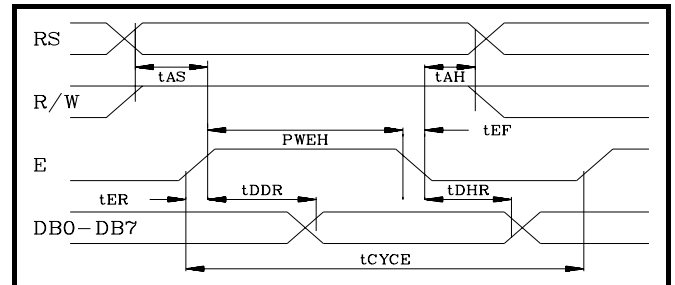 RS
tAS
tAH
R/W
PWEH
tEF
E
tER
tDDR
tDHR
DB0-DB7
tCYCE